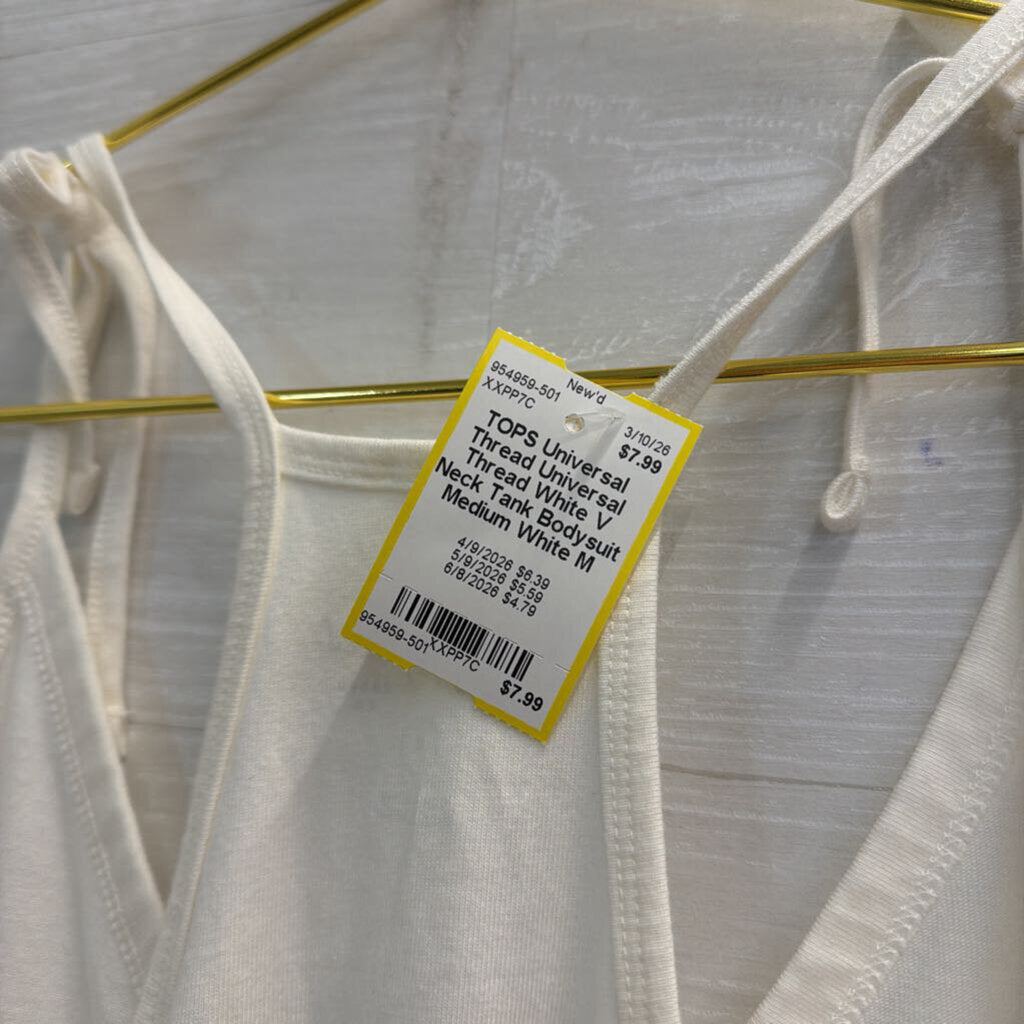 954959-501 New'd
XXPP7C
3/10/26
$7.99
TOPS Universal
Thread Universal
Thread White V
Neck Tank Bodysuit
Medium White M
4/9/2026 $6.39
5/9/2026 $5.59
6/8/2026 $4.79
954959-501XXPP7C
$7.99